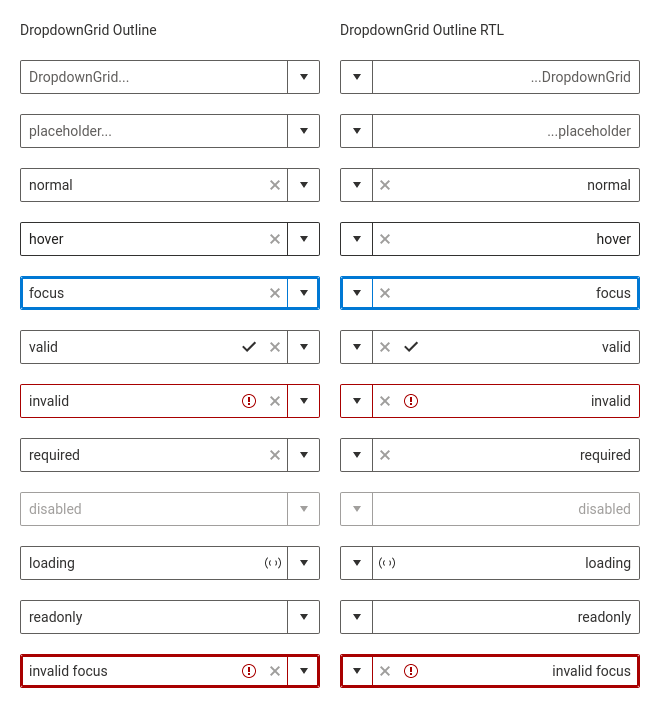 DropdownGrid Outline
DropdownGrid Outline RTL
DropdownGrid...
...DropdownGrid
placeholder...
...placeholder
normal
normal
hover
hover
focus
focus
valid
valid
invalid
invalid
required
required
disabled
disabled
loading
loading
readonly
readonly
invalid focus
invalid focus